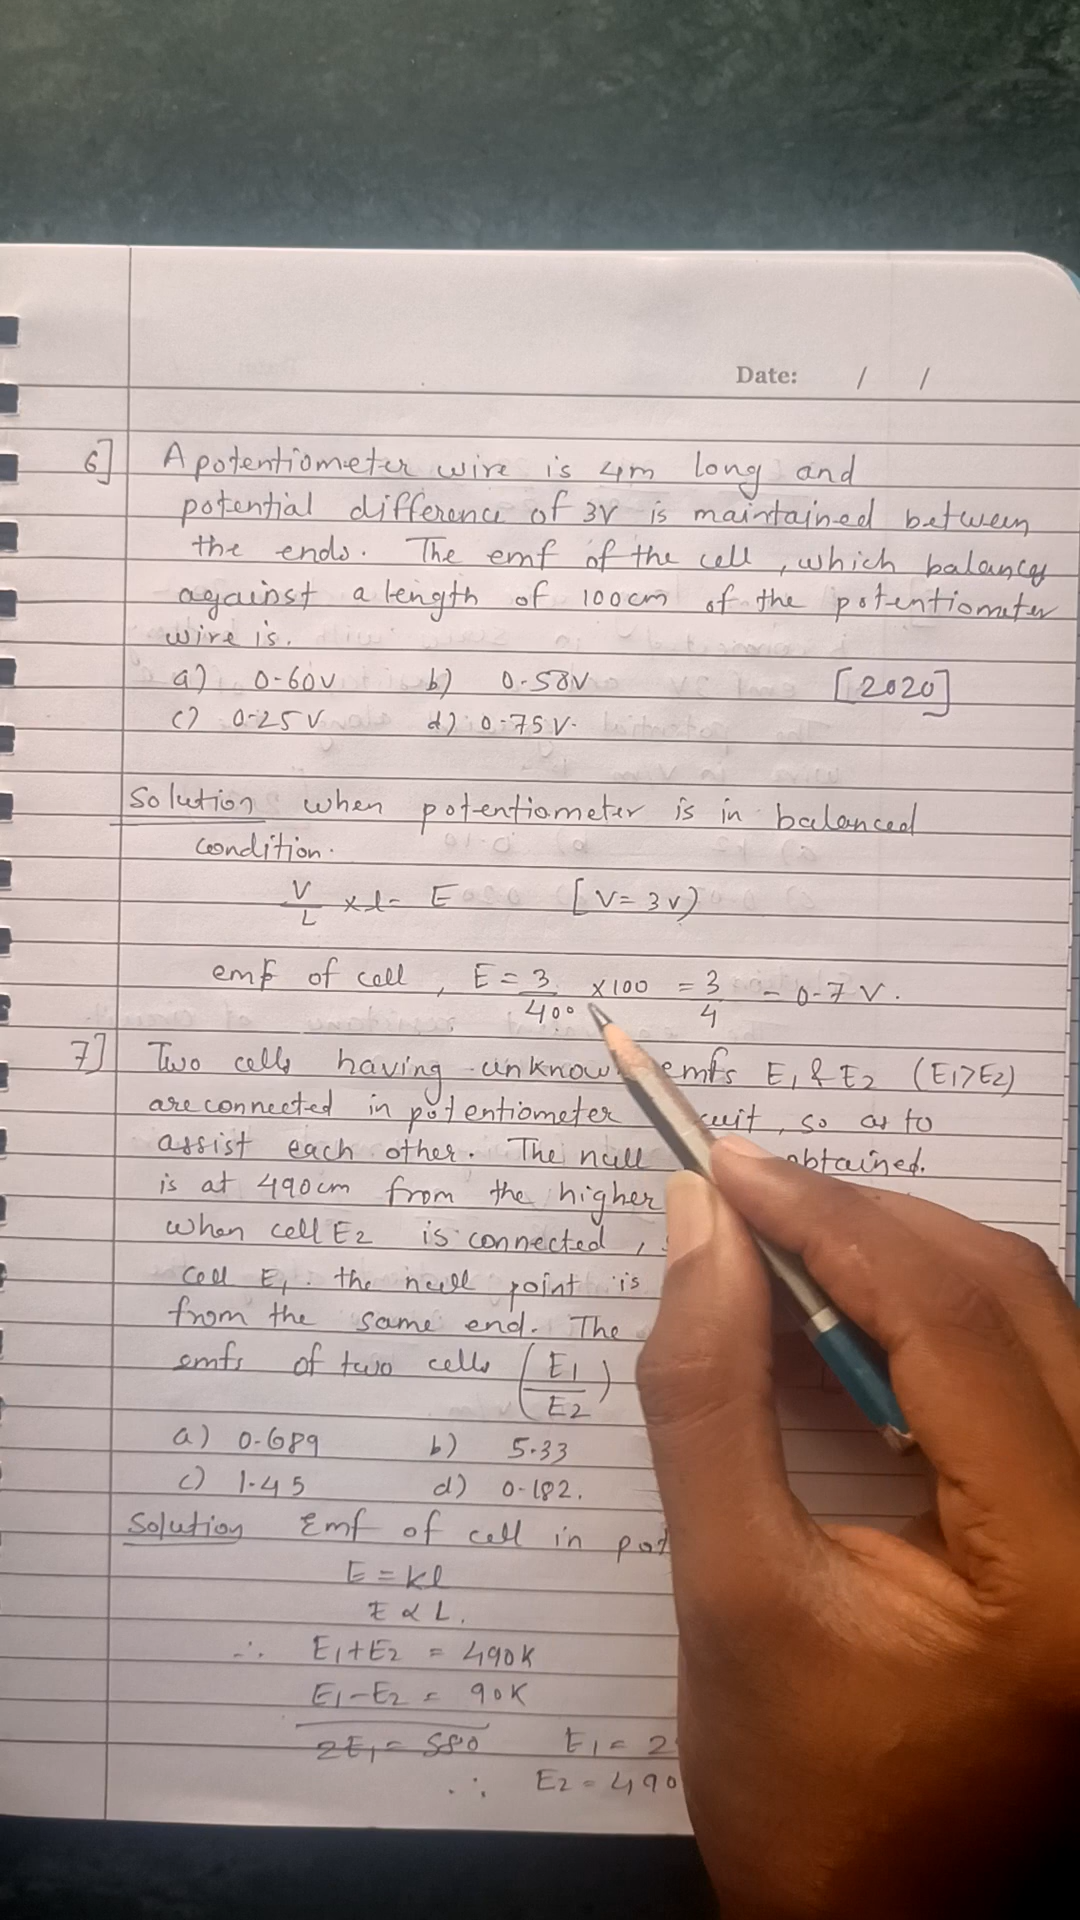 Date: / /
6] A potentiometer wire is 4m long and
potential difference of 3V is maintained between
the ends. The emf of the cell, which balances
against a length of 100cm of the potentiometer
wire is.
a) 0.60V b) 0.58V [2020]
c) 0.25V d) 0.75V.
Solution when potentiometer is in balanced
condition.
V/L × l = E [V = 3V)
emf of cell, E = 3/400 × 100 = 3/4 = 0.7 V.
7] Two cells having unknown emfs E1 & E2 (E1>E2)
are connected in potentiometer so as to
assist each other. The null obtained.
is at 490cm from the higher
when cell E2 is connected,
cell E1. the null point is
from the same end. The
emfs of two cells (E1/E2)
a) 0.689 b) 5.33
c) 1.45 d) 0.182.
Solution Emf of cell in
E = Kl
E ∝ L.
∴ E1+E2 = 490K
E1-E2 = 90K
2E1 = 580 E1 = 2
∴ E2 = 490